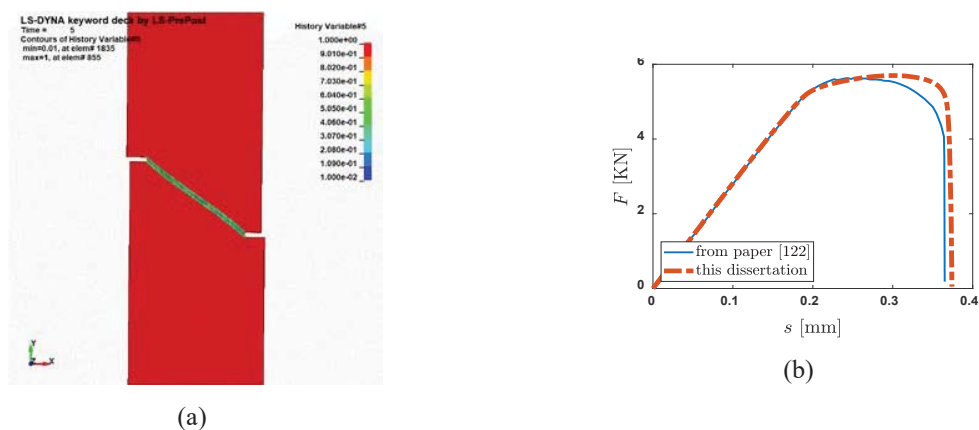 LS-DYNA keyword deck by LS-PrePost
Time = 5
Contours of History Variable#5
min=0.01, at elem# 1835
max=1, at elem# 855
History Variable#5
1.000e+00
9.010e-01
8.020e-01
7.030e-01
6.040e-01
5.050e-01
4.060e-01
3.070e-01
2.080e-01
1.090e-01
1.000e-02
Y
Z X
(a)
6
4
2
0
F [KN]
from paper [122]
this dissertation
0 0.1 0.2 0.3 0.4
s [mm]
(b)